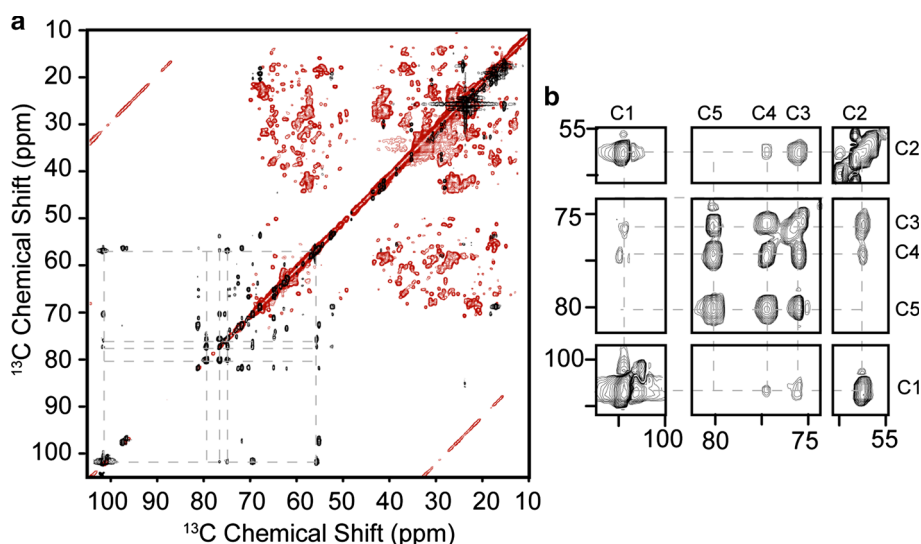 a
10
20
30
40
50
60
70
80
90
100
¹³C Chemical Shift (ppm)
100 90 80 70 60 50 40 30 20 10
¹³C Chemical Shift (ppm)
b
C1 C5 C4 C3 C2
55 C2
75 C3
C4
80 C5
100 C1
100 80 75 55